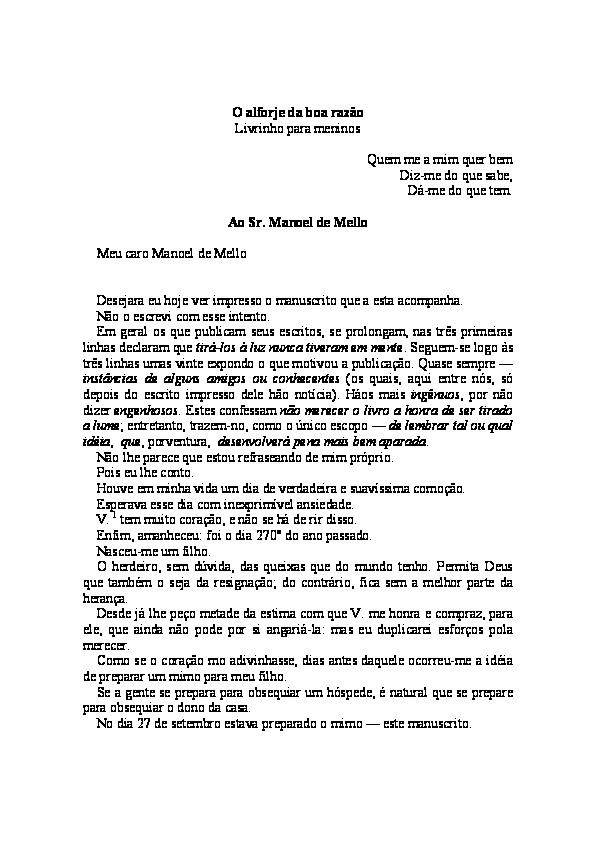 O alforje da boa razão
Livrinho para meninos
Quem me a mim quer bem
Diz-me do que sabe,
Dá-me do que tem.
Ao Sr. Manoel de Mello
Meu caro Manoel de Mello
Desejara eu hoje ver impresso o manuscrito que a esta acompanha.
Não o escrevi com esse intento.
Em geral os que publicam seus escritos, se prolongam, nas três primeiras
linhas declaram que tirá-los à luz nunca tiveram em mente. Seguem-se logo às
três linhas umas vinte expondo o que motivou a publicação. Quase sempre —
instâncias de alguns amigos ou conhecentes (os quais, aqui entre nós, só
depois do escrito impresso dele hão notícia). Háos mais ingênuos, por não
dizer engenhosos. Estes confessam não merecer o livro a honra de ser tirado
a lume; entretanto, trazem-no, como o único escopo — de lembrar tal ou qual
idéia, que, porventura, desenvolverá pena mais bem aparada.
Não lhe parece que estou refraseando de mim próprio.
Pois eu lhe conto.
Houve em minha vida um dia de verdadeira e suavíssima comoção.
Esperava esse dia com inexprimível ansiedade.
V. 1 tem muito coração, e não se há de rir disso.
Enfim, amanheceu: foi o dia 270º do ano passado.
Nasceu-me um filho.
O herdeiro, sem dúvida, das queixas que do mundo tenho. Permita Deus
que também o seja da resignação; do contrário, fica sem a melhor parte da
herança.
Desde já lhe peço metade da estima com que V. me honra e compraz, para
ele, que ainda não pode por si angariá-la: mas eu duplicarei esforços pola
merecer.
Como se o coração mo adivinhasse, dias antes daquele ocorreu-me a idéia
de preparar um mimo para meu filho.
Se a gente se prepara para obsequiar um hóspede, é natural que se prepare
para obsequiar o dono da casa.
No dia 27 de setembro estava preparado o mimo — este manuscrito.